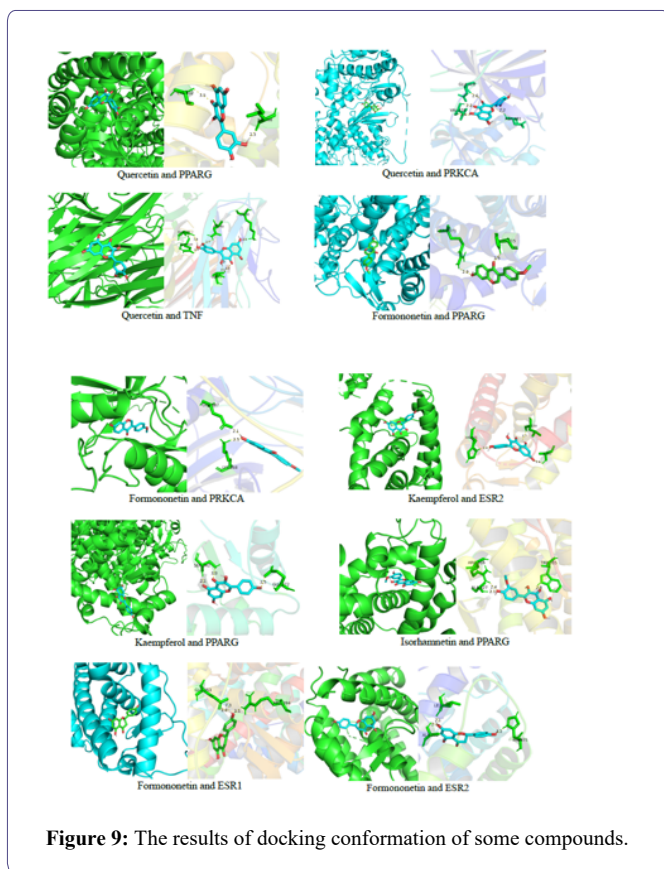 Quercetin and PPARG
Quercetin and PRKCA
Quercetin and TNF
Formononetin and PPARG
Formononetin and PRKCA
Kaempferol and ESR2
Kaempferol and PPARG
Isorhamnetin and PPARG
Formononetin and ESR1
Formononetin and ESR2
Figure 9: The results of docking conformation of some compounds.